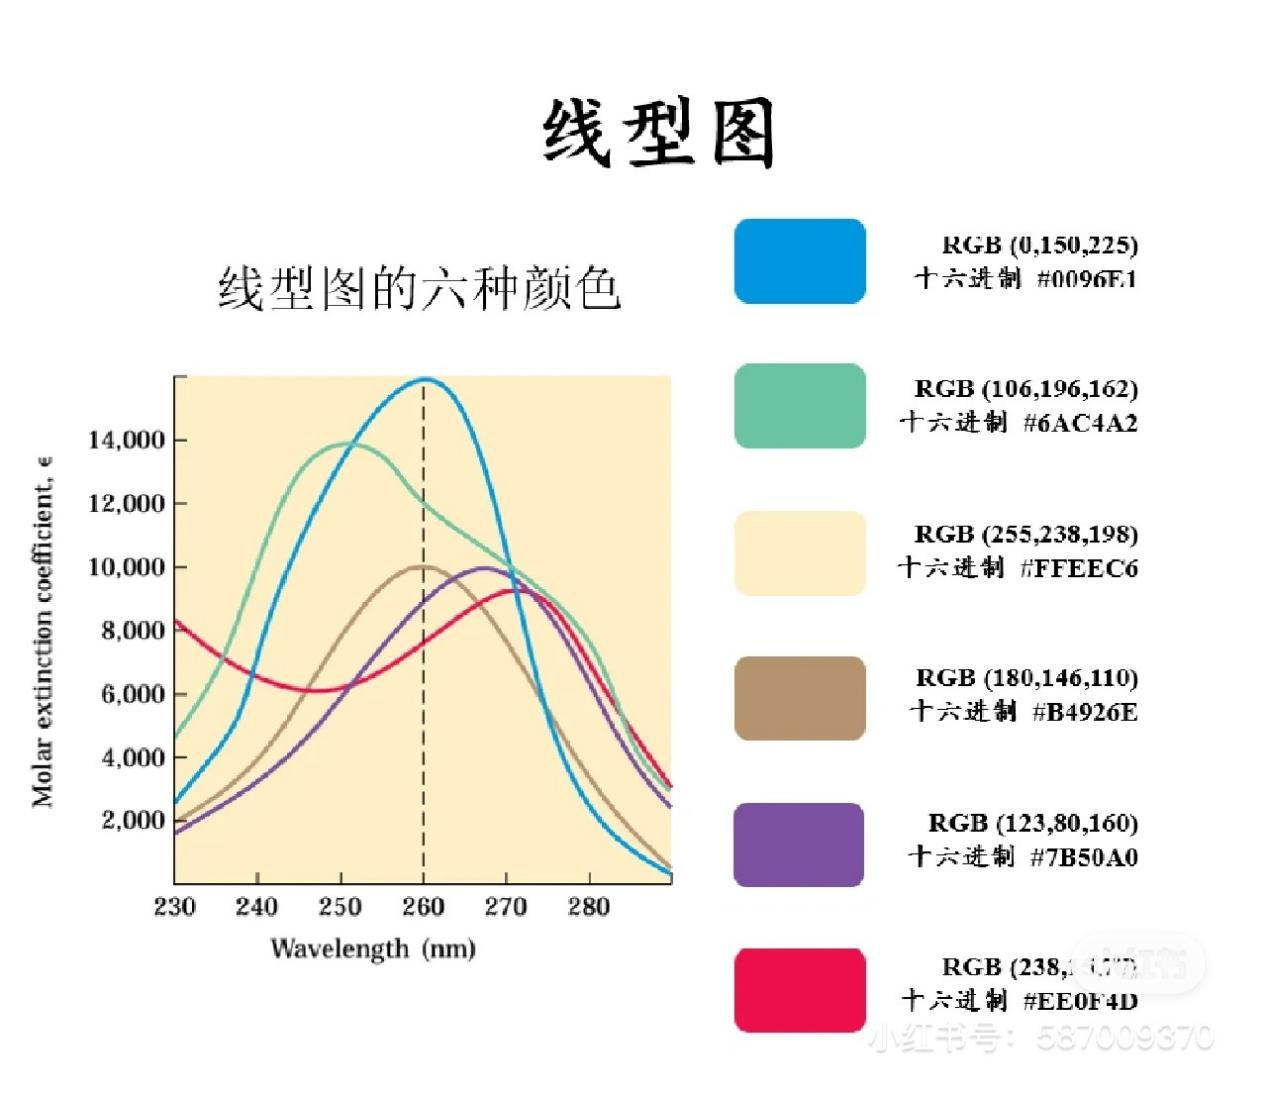 线型图
线型图的六种颜色
RGB (0,150,225)
十六进制 #0096E1
RGB (106,196,162)
十六进制 #6AC4A2
RGB (255,238,198)
十六进制 #FFEEC6
RGB (180,146,110)
十六进制 #B4926E
RGB (123,80,160)
十六进制 #7B50A0
RGB (238,
十六进制 #EE0F4D
Molar extinction coefficient, ϵ
14,000
12,000
10,000
8,000
6,000
4,000
2,000
230 240 250 260 270 280
Wavelength (nm)
小红书
小红书号：587009370